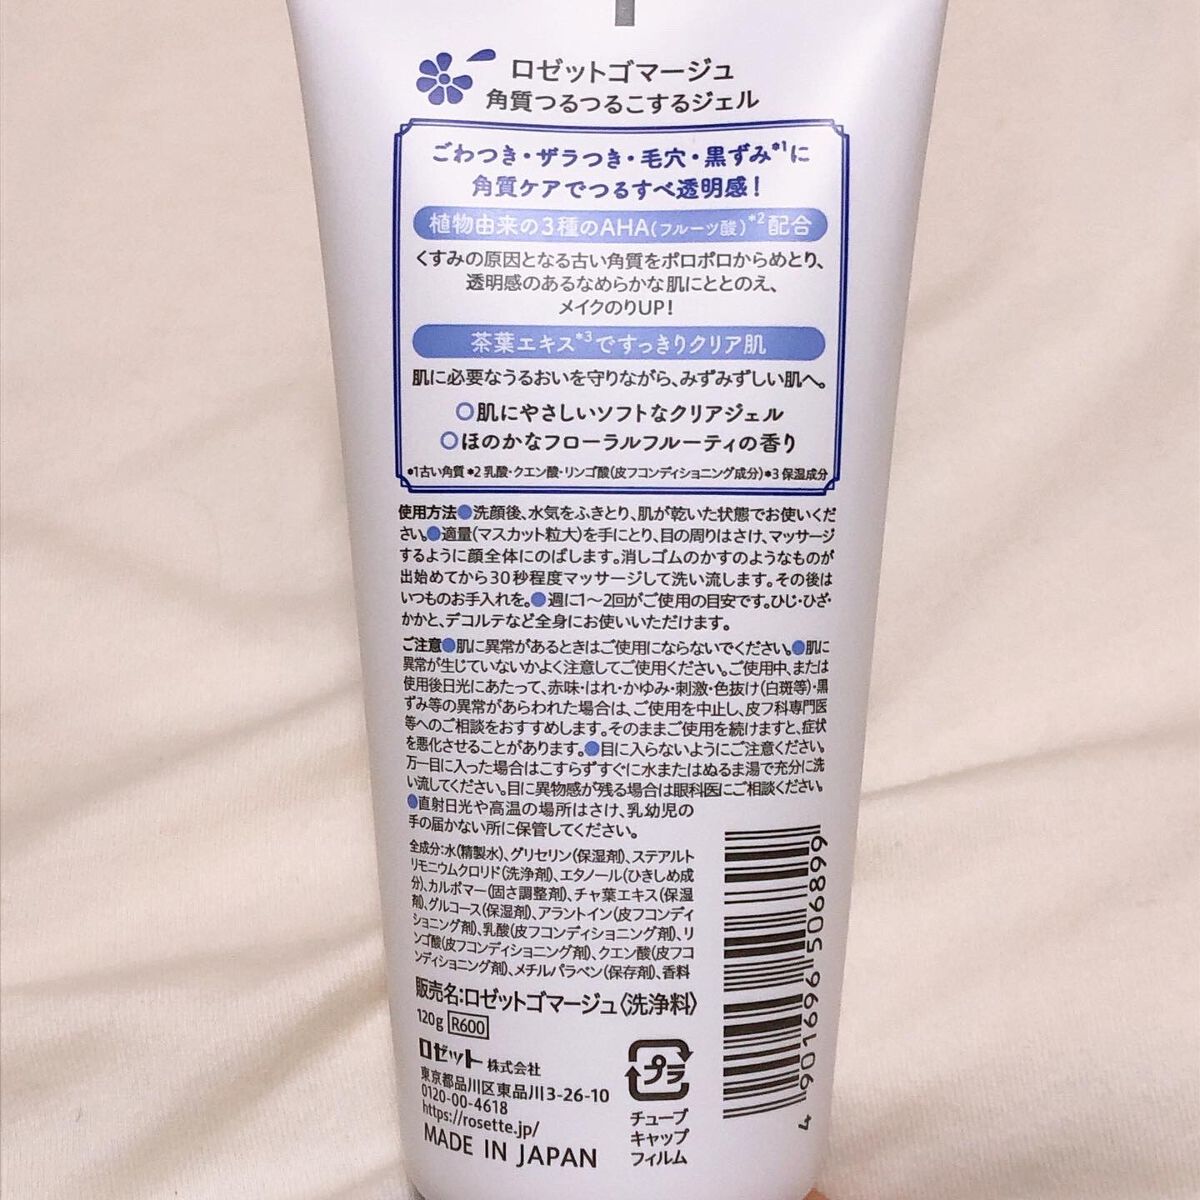 ロゼットゴマージュ
角質つるつるこするジェル
ごわつき・ザラつき・毛穴・黒ずみ*1に
角質ケアでつるすべ透明感！
植物由来の3種のAHA(フルーツ酸)*2配合
くすみの原因となる古い角質をポロポロからめとり、
透明感のあるなめらかな肌にととのえ、
メイクのりUP！
茶葉エキス*3ですっきりクリア肌
肌に必要なうるおいを守りながら、みずみずしい肌へ。
○肌にやさしいソフトなクリアジェル
○ほのかなフローラルフルーティの香り
*1古い角質 *2 乳酸・クエン酸・リンゴ酸(皮フコンディショニング成分) *3 保湿成分
使用方法●洗顔後、水気をふきとり、肌が乾いた状態でお使いくだ
さい。●適量(マスカット粒大)を手にとり、目の周りはさけ、マッサージ
するように顔全体にのばします。消しゴムのかすのようなものが
出始めてから30秒程度マッサージして洗い流します。その後は
いつものお手入れを。●週に1～2回がご使用の目安です。ひじ・ひざ・
かかと、デコルテなど全身にお使いいただけます。
ご注意●肌に異常があるときはご使用にならないでください。●肌に
異常が生じていないかよく注意してご使用ください。ご使用中、または
使用後日光にあたって、赤味・はれ・かゆみ・刺激・色抜け(白斑等)・黒
ずみ等の異常があらわれた場合は、ご使用を中止し、皮フ科専門医
等へのご相談をおすすめします。そのままご使用を続けますと、症状
を悪化させることがあります。●目に入らないようにご注意ください。
万一目に入った場合はこすらずすぐに水またはぬるま湯で充分に洗
い流してください。目に異物感が残る場合は眼科医にご相談ください。
●直射日光や高温の場所はさけ、乳幼児の
手の届かない所に保管してください。
全成分:水(精製水)、グリセリン(保湿剤)、ステアルト
リモニウムクロリド(洗浄剤)、エタノール(ひきしめ成
分)、カルボマー(固さ調整剤)、チャ葉エキス(保湿
剤)、グルコース(保湿剤)、アラントイン(皮フコンディ
ショニング剤)、乳酸(皮フコンディショニング剤)、リ
ンゴ酸(皮フコンディショニング剤)、クエン酸(皮フコ
ンディショニング剤)、メチルパラベン(保存剤)、香料
販売名:ロゼットゴマージュ〈洗浄料〉
120g R600
ロゼット 株式会社
東京都品川区東品川3-26-10
0120-00-4618
https://rosette.jp/
MADE IN JAPAN
プラ
チューブ
キャップ
フィルム
4 901696 506899